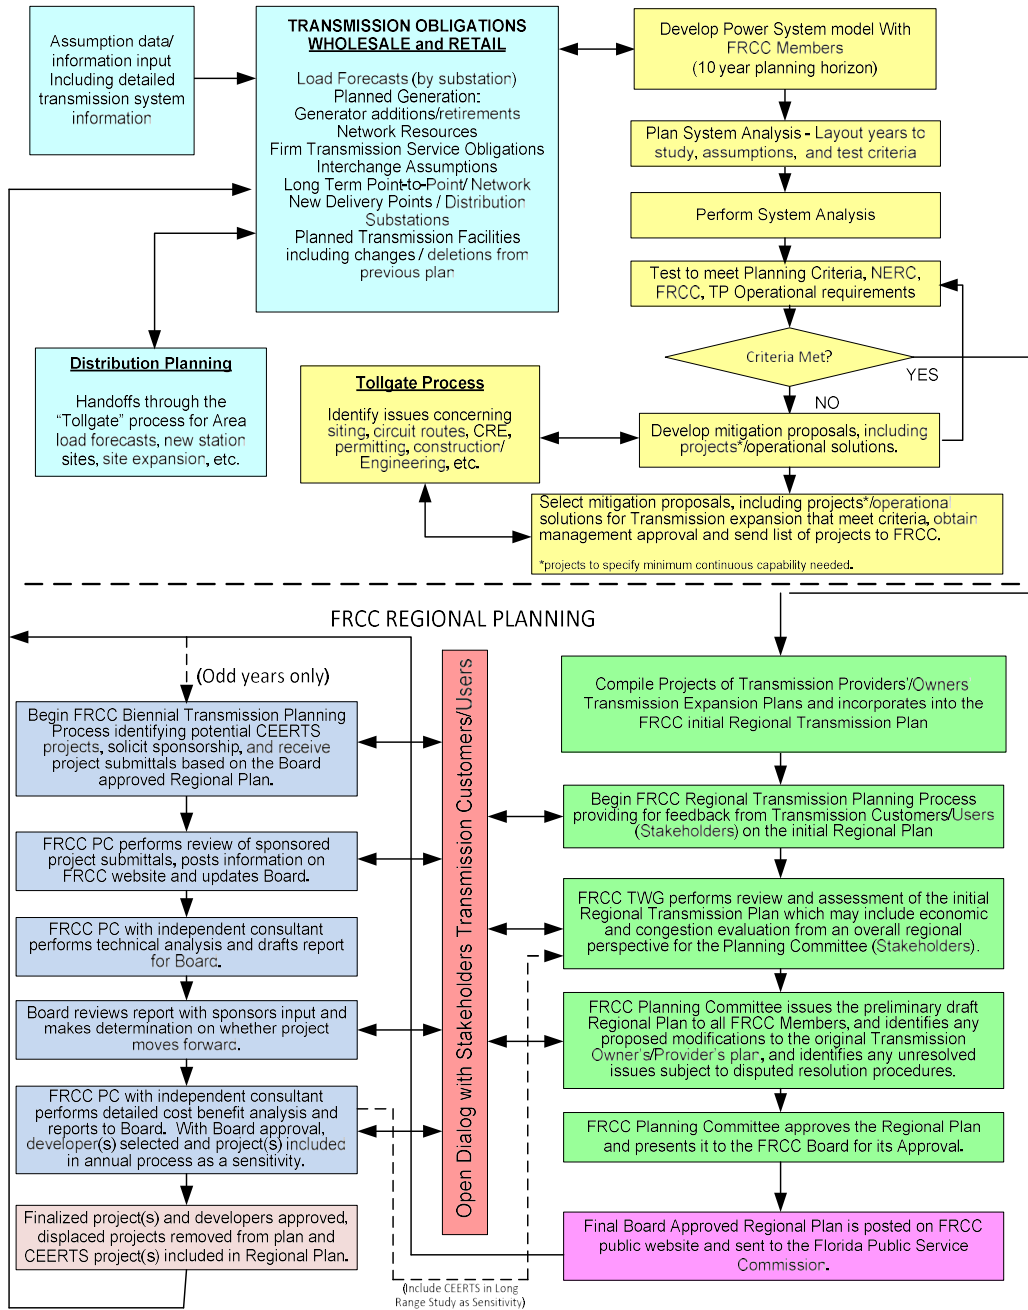 Assumption data/
information input
Including detailed
transmission system
information
TRANSMISSION OBLIGATIONS
WHOLESALE and RETAIL
Load Forecasts (by substation)
Planned Generation:
Generator additions/retirements
Network Resources
Firm Transmission Service Obligations
Interchange Assumptions
Long Term Point-to-Point/ Network
New Delivery Points / Distribution
Substations
Planned Transmission Facilities
including changes / deletions from
previous plan
Develop Power System model With
FRCC Members
(10 year planning horizon)
Plan System Analysis - Layout years to
study, assumptions, and test criteria
Perform System Analysis
Test to meet Planning Criteria, NERC,
FRCC, TP Operational requirements
Criteria Met?
YES
NO
Distribution Planning
Handoffs through the
"Tollgate" process for Area
load forecasts, new station
sites, site expansion, etc.
Tollgate Process
Identify issues concerning
siting, circuit routes, CRE,
permitting, construction/
Engineering, etc.
Develop mitigation proposals, including
projects*/operational solutions.
Select mitigation proposals, including projects*/operational
solutions for Transmission expansion that meet criteria, obtain
management approval and send list of projects to FRCC.
*projects to specify minimum continuous capability needed.
FRCC REGIONAL PLANNING
(Odd years only)
Begin FRCC Biennial Transmission Planning
Process identifying potential CEERTS
projects, solicit sponsorship, and receive
project submittals based on the Board
approved Regional Plan.
FRCC PC performs review of sponsored
project submittals, posts information on
FRCC website and updates Board.
FRCC PC with independent consultant
performs technical analysis and drafts report
for Board.
Board reviews report with sponsors input and
makes determination on whether project
moves forward.
FRCC PC with independent consultant
performs detailed cost benefit analysis and
reports to Board. With Board approval,
developer(s) selected and project(s) included
in annual process as a sensitivity.
Finalized project(s) and developers approved,
displaced projects removed from plan and
CEERTS project(s) included in Regional Plan.
Open Dialog with Stakeholders Transmission Customers/Users
Compile Projects of Transmission Providers'/Owners
Transmission Expansion Plans and incorporates into the
FRCC initial Regional Transmission Plan
Begin FRCC Regional Transmission Planning Process
providing for feedback from Transmission Customers/Users
(Stakeholders) on the initial Regional Plan
FRCC TWG performs review and assessment of the initial
Regional Transmission Plan which may include economic
and congestion evaluation from an overall regional
perspective for the Planning Committee (Stakeholders).
FRCC Planning Committee issues the preliminary draft
Regional Plan to all FRCC Members, and identifies any
proposed modifications to the original Transmission
Owner's/Provider's plan, and identifies any unresolved
issues subject to disputed resolution procedures.
FRCC Planning Committee approves the Regional Plan
and presents it to the FRCC Board for its Approval.
Final Board Approved Regional Plan is posted on FRCC
public website and sent to the Florida Public Service
Commission.
(Include CEERTS in Long
Range Study as Sensitivity)